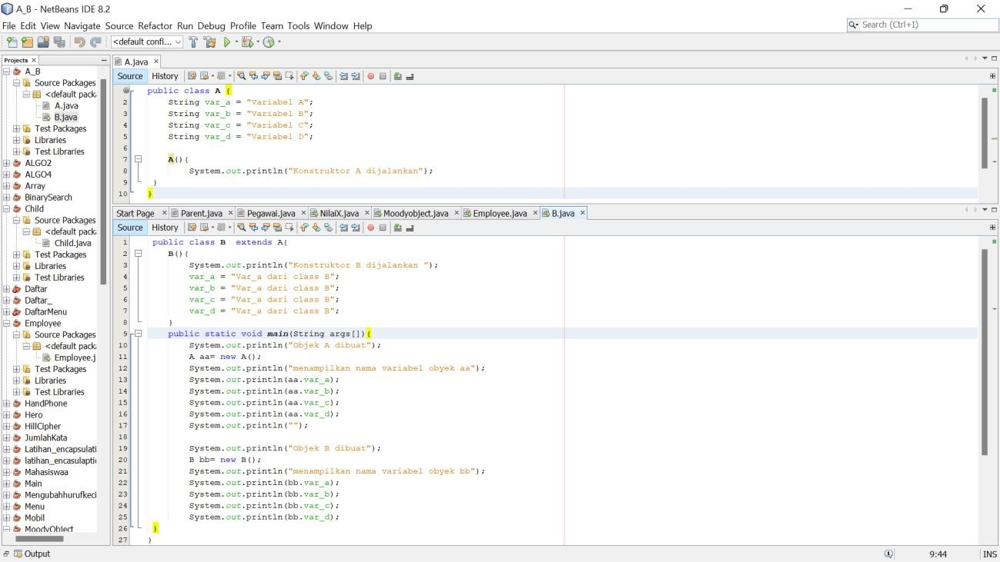 A_B - NetBeans IDE 8.2
File Edit View Navigate Source Refactor Run Debug Profile Team Tools Window Help
Search (Ctrl+I)
<default confi...
Projects
A_B
Source Packages
<default pack
A.java
B.java
Test Packages
Libraries
Test Libraries
ALGO2
ALGO4
Array
BinarySearch
Child
Source Packages
<default pack
Child.java
Test Packages
Libraries
Test Libraries
Daftar
Daftar_
DaftarMenu
Employee
Source Packages
<default pack
Employee.j
Test Packages
Libraries
Test Libraries
HandPhone
Hero
HillCipher
JumlahKata
Latihan_encapsulati
latihan_encasulaptio
Mahasiswaa
Main
Mengubahhurufkeci
Menu
Mobil
MoodyObject
A.java
Source History
public class A {
2 String var_a = "Variabel A";
3 String var_b = "Variabel B";
4 String var_c = "Variabel C";
5 String var_d = "Variabel D";
6
7 A(){
8 System.out.println("Konstruktor A dijalankan");
9 }
10 }
Start Page Parent.java Pegawai.java NilaiX.java Moodyobject.java Employee.java B.java
Source History
1 public class B  extends A{
2 B(){
3 System.out.println("Konstruktor B dijalankan ");
4 var_a = "Var_a dari class B";
5 var_b = "Var_a dari class B";
6 var_c = "Var_a dari class B";
7 var_d = "Var_a dari class B";
8 }
9 public static void main(String args[]){
10 System.out.println("Objek A dibuat");
11 A aa= new A();
12 System.out.println("menampilkan nama variabel obyek aa");
13 System.out.println(aa.var_a);
14 System.out.println(aa.var_b);
15 System.out.println(aa.var_c);
16 System.out.println(aa.var_d);
17 System.out.println("");
18
19 System.out.println("Objek B dibuat");
20 B bb= new B();
21 System.out.println("menampilkan nama variabel obyek bb");
22 System.out.println(bb.var_a);
23 System.out.println(bb.var_b);
24 System.out.println(bb.var_c);
25 System.out.println(bb.var_d);
26 }
27 }
Output
9:44 INS